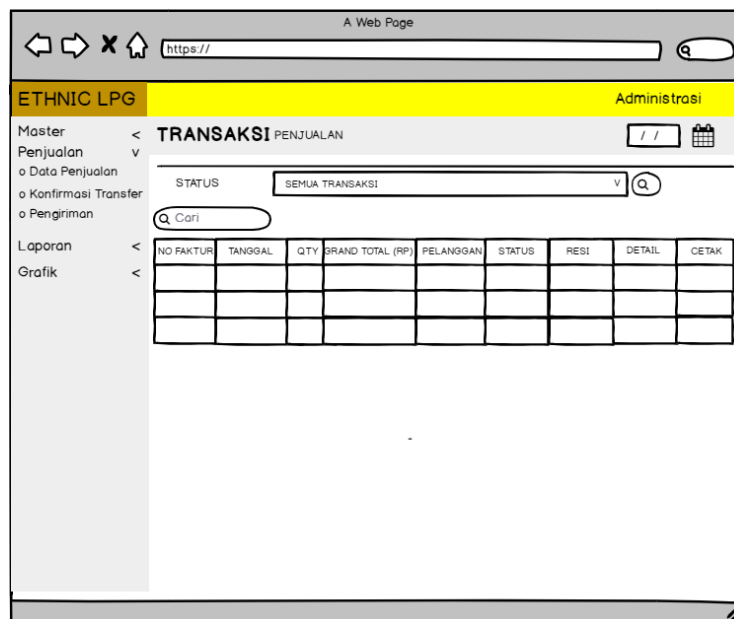 A Web Page
https://
ETHNIC LPG
Administrasi
Master <
Penjualan v
o Data Penjualan
o Konfirmasi Transfer
o Pengiriman
Laporan <
Grafik <
TRANSAKSI PENJUALAN
/ /
STATUS
SEMUA TRANSAKSI v
Cari
NO FAKTUR TANGGAL QTY GRAND TOTAL (RP) PELANGGAN STATUS RESI DETAIL CETAK
-